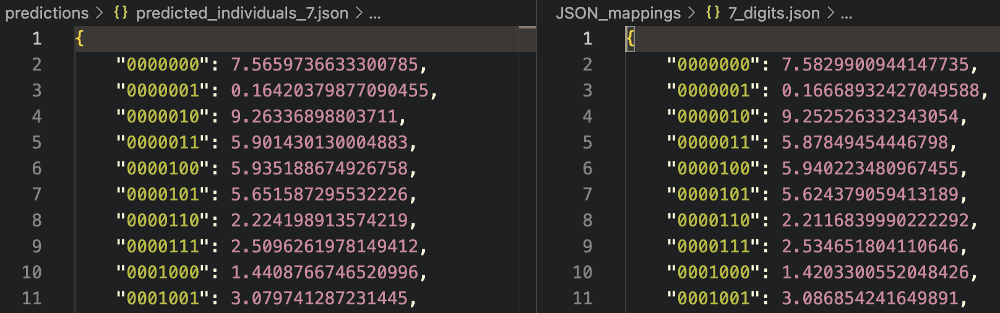 predictions > {} predicted_individuals_7.json > ...
1 {
2 "0000000": 7.5659736633300785,
3 "0000001": 0.16420379877090455,
4 "0000010": 9.26336898803711,
5 "0000011": 5.901430130004883,
6 "0000100": 5.935188674926758,
7 "0000101": 5.651587295532226,
8 "0000110": 2.224198913574219,
9 "0000111": 2.5096261978149412,
10 "0001000": 1.4408766746520996,
11 "0001001": 3.079741287231445,
JSON_mappings > {} 7_digits.json > ...
1 {
2 "0000000": 7.5829900944147735,
3 "0000001": 0.16668932427049588,
4 "0000010": 9.252526332343054,
5 "0000011": 5.87849454446798,
6 "0000100": 5.940223480967455,
7 "0000101": 5.624379059413189,
8 "0000110": 2.2116839990222292,
9 "0000111": 2.534651804110646,
10 "0001000": 1.4203300552048426,
11 "0001001": 3.086854241649891,